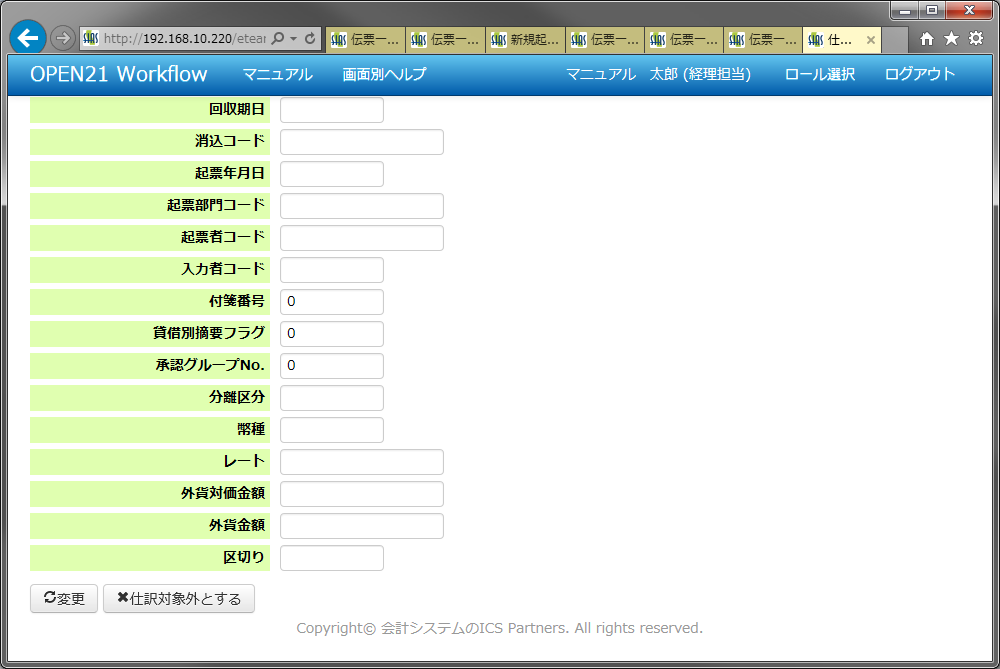 http://192.168.10.220/etear
伝票一...
伝票一...
新規起...
伝票一...
伝票一...
伝票一...
仕...
OPEN21 Workflow マニュアル 画面別ヘルプ マニュアル 太郎 (経理担当) ロール選択 ログアウト
回収期日
消込コード
起票年月日
起票部門コード
起票者コード
入力者コード
付箋番号 0
貸借別摘要フラグ 0
承認グループNo. 0
分離区分
幣種
レート
外貨対価金額
外貨金額
区切り
変更 仕訳対象外とする
Copyright© 会計システムのICS Partners. All rights reserved.